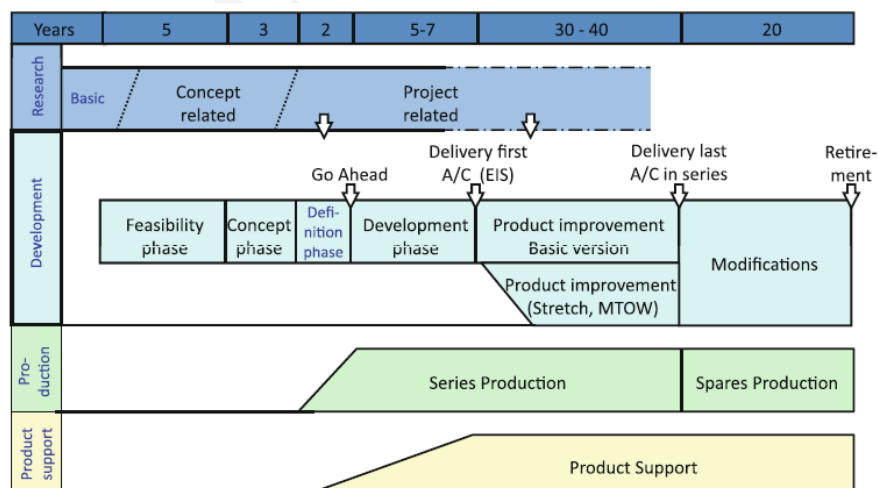 Years
5
3
2
5-7
30 - 40
20
Research
Basic
Concept
related
Project
related
Development
Go Ahead
Delivery first
A/C (EIS)
Delivery last
A/C in series
Retire-
ment
Feasibility
phase
Concept
phase
Defi-
nition
phase
Development
phase
Product improvement
Basic version
Product improvement
(Stretch, MTOW)
Modifications
Pro-
duction
Series Production
Spares Production
Product
support
Product Support